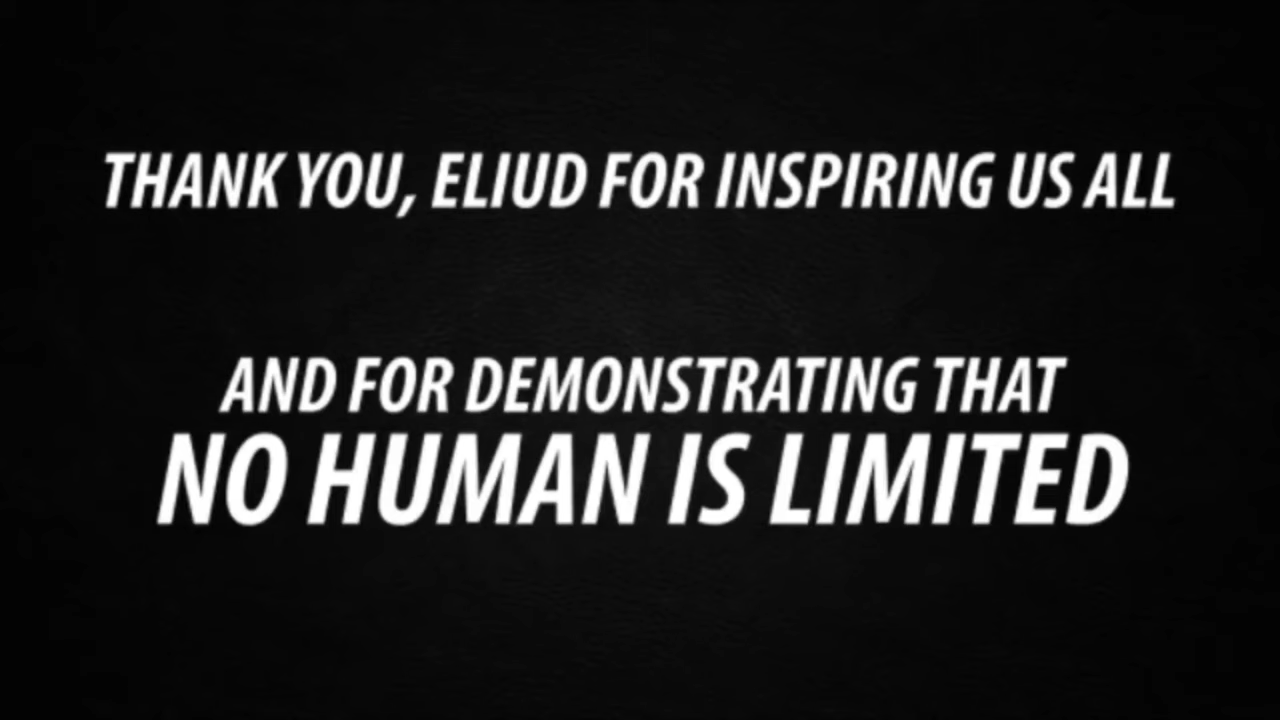 THANK YOU, ELIUD FOR INSPIRING US ALL
AND FOR DEMONSTRATING THAT
NO HUMAN IS LIMITED